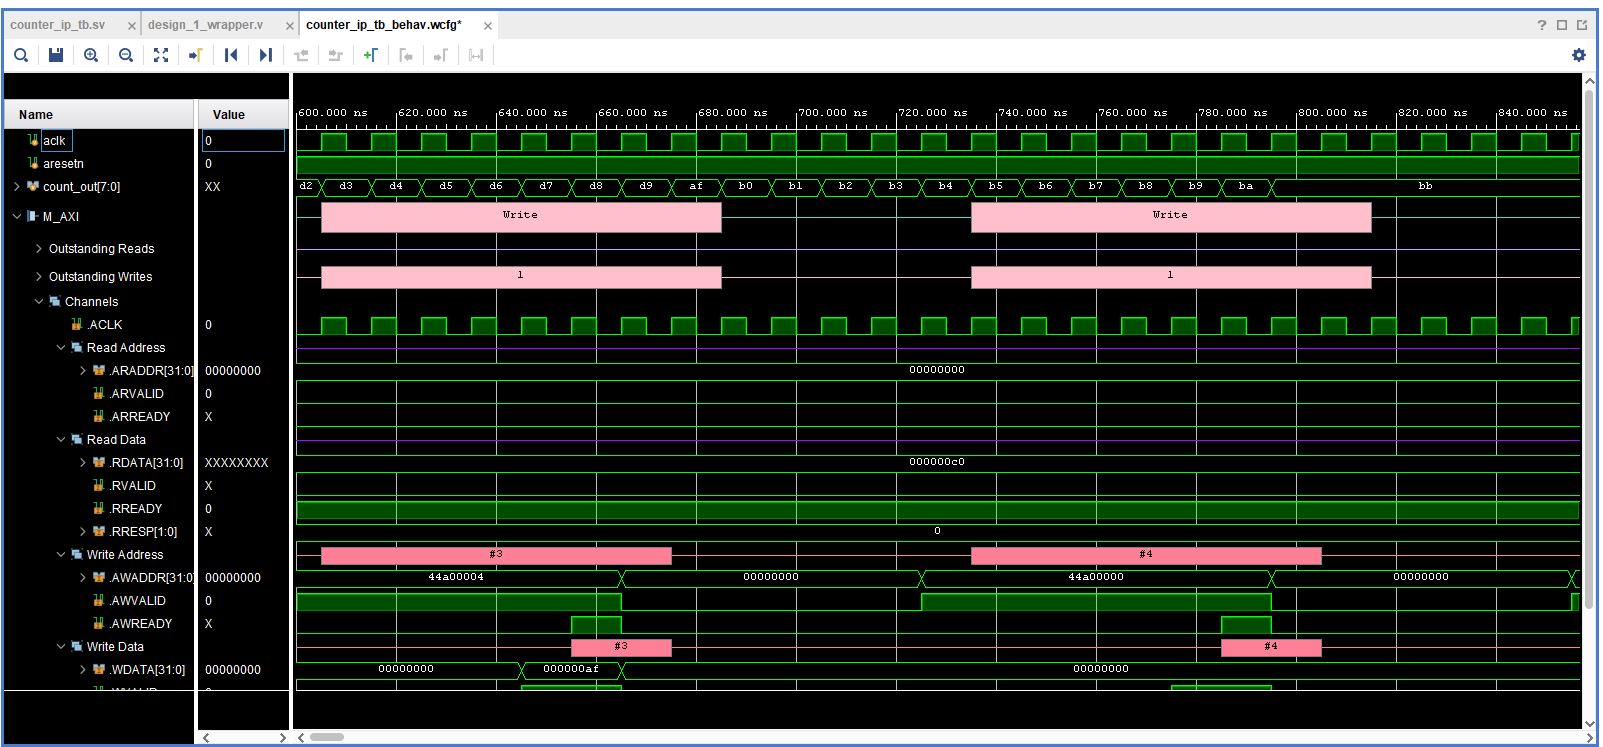 counter_ip_tb.sv × design_1_wrapper.v × counter_ip_tb_behav.wcfg* ×
Name Value
600.000 ns 620.000 ns 640.000 ns 660.000 ns 680.000 ns 700.000 ns 720.000 ns 740.000 ns 760.000 ns 780.000 ns 800.000 ns 820.000 ns 840.000 ns
aclk 0
aresetn 0
count_out[7:0] XX d2 d3 d4 d5 d6 d7 d8 d9 af b0 b1 b2 b3 b4 b5 b6 b7 b8 b9 ba bb
M_AXI Write Write
Outstanding Reads
Outstanding Writes 1 1
Channels
.ACLK 0
Read Address
.ARADDR[31:0] 00000000 00000000
.ARVALID 0
.ARREADY X
Read Data
.RDATA[31:0] XXXXXXXX 000000c0
.RVALID X
.RREADY 0
.RRESP[1:0] X 0
Write Address #3 #4
.AWADDR[31:0] 00000000 44a00004 00000000 44a00000 00000000
.AWVALID 0
.AWREADY X
Write Data #3 #4
.WDATA[31:0] 00000000 00000000 000000af 00000000